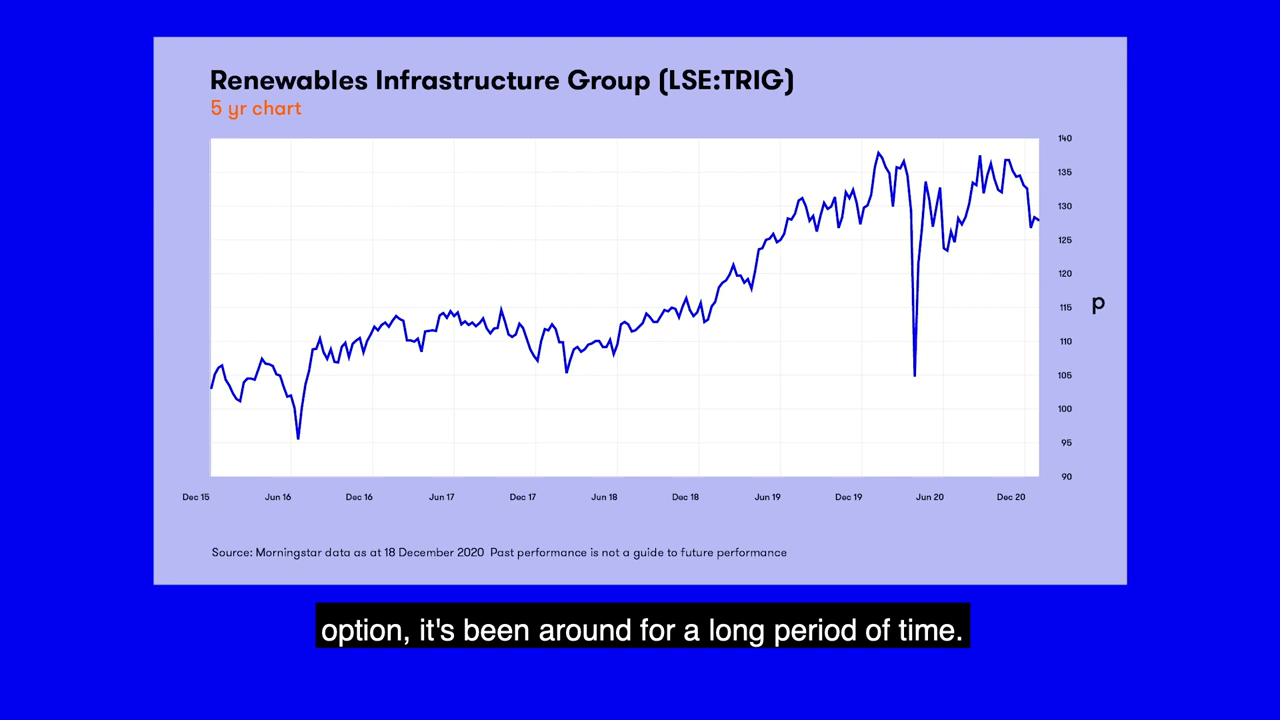 Renewables Infrastructure Group (LSE:TRIG)
5 yr chart
140
135
130
125
120
115
p
110
105
100
95
90
Dec 15 Jun 16 Dec 16 Jun 17 Dec 17 Jun 18 Dec 18 Jun 19 Dec 19 Jun 20 Dec 20
Source: Morningstar data as at 18 December 2020 Past performance is not a guide to future performance
option, it's been around for a long period of time.